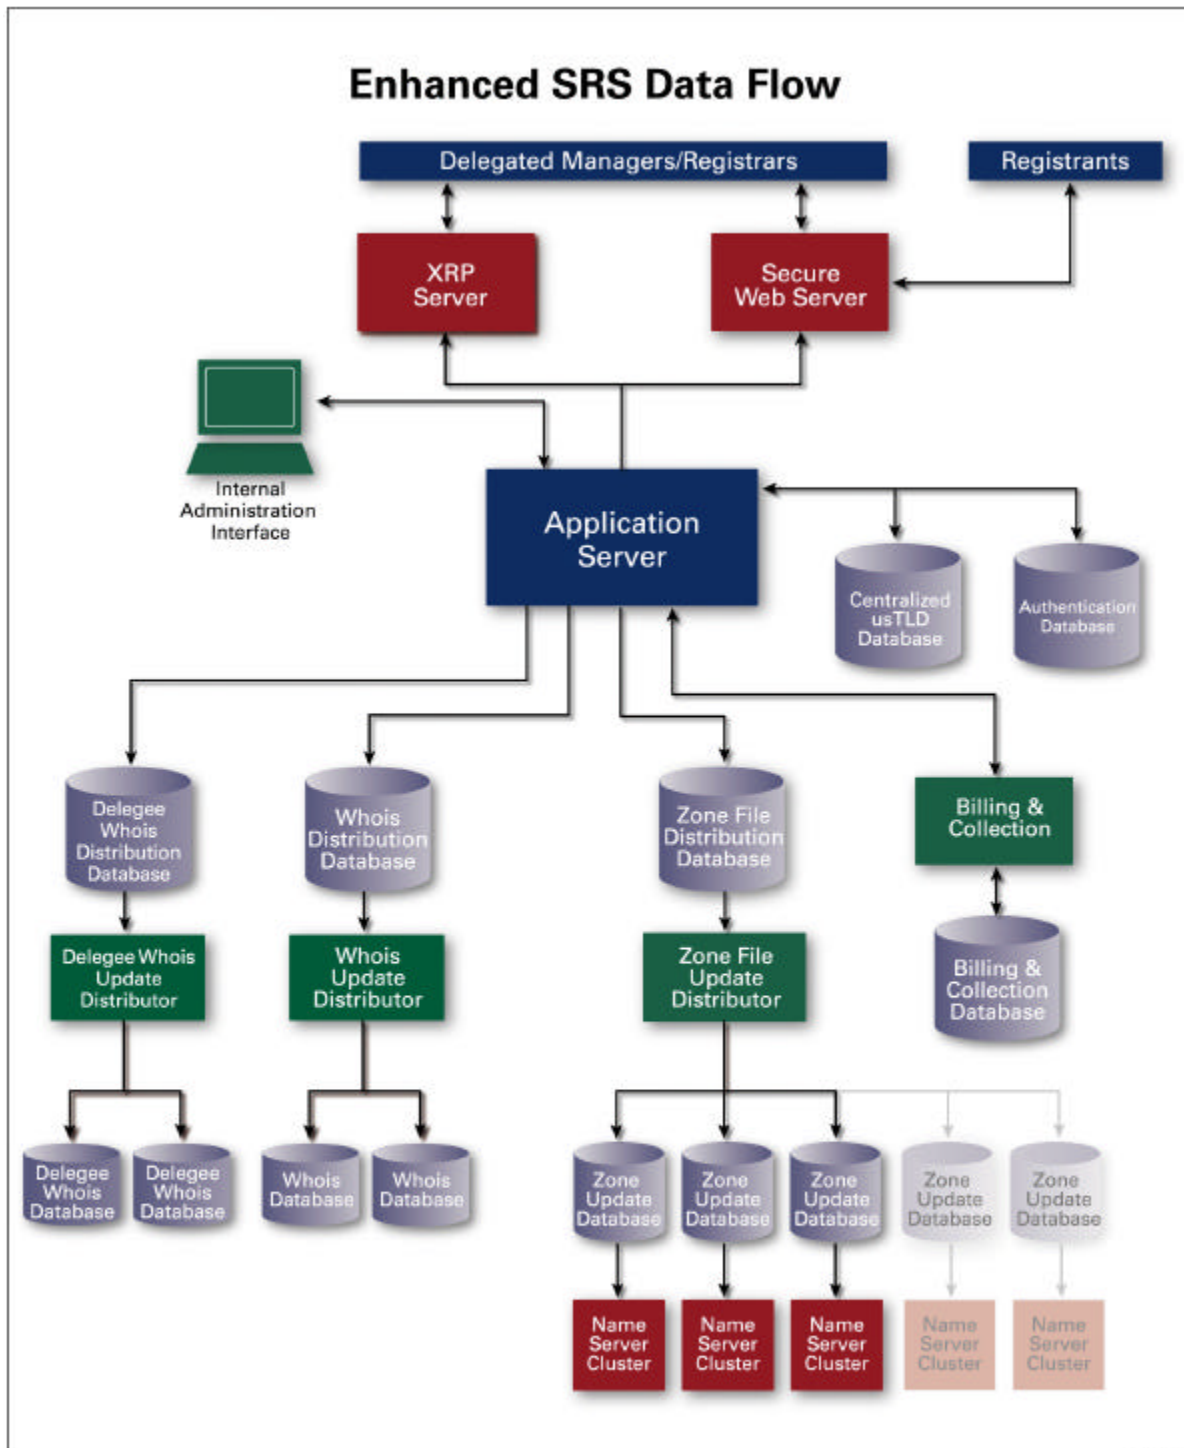 Enhanced SRS Data Flow
Delegated Managers/Registrars
Registrants
XRP
Server
Secure
Web Server
Internal
Administration
Interface
Application
Server
Centralized
usTLD
Database
Authentication
Database
Delegee
Whois
Distribution
Database
Whois
Distribution
Database
Zone File
Distribution
Database
Billing &
Collection
Delegee Whois
Update
Distributor
Whois
Update
Distributor
Zone File
Update
Distributor
Billing &
Collection
Database
Delegee
Whois
Database
Delegee
Whois
Database
Whois
Database
Whois
Database
Zone
Update
Database
Zone
Update
Database
Zone
Update
Database
Zone
Update
Database
Zone
Update
Database
Name
Server
Cluster
Name
Server
Cluster
Name
Server
Cluster
Name
Server
Cluster
Name
Server
Cluster